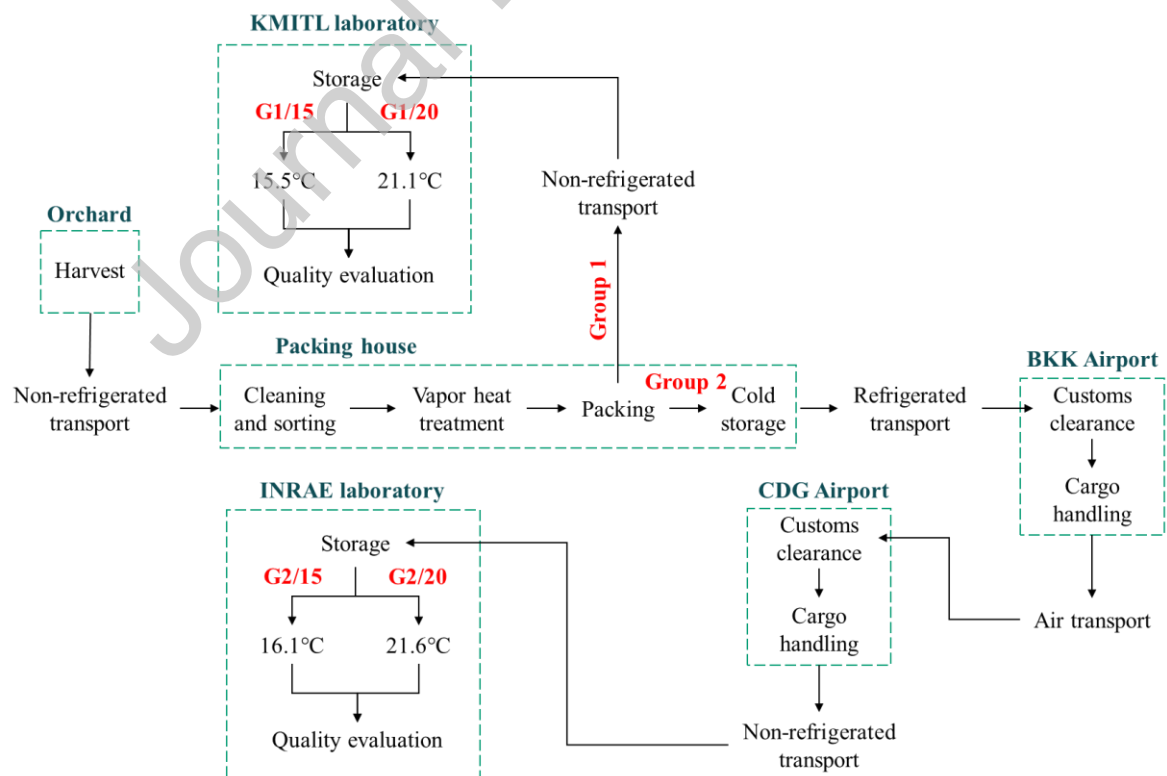 KMITL laboratory
Storage
G1/15 G1/20
15.5°C 21.1°C
Quality evaluation
Non-refrigerated
transport
Group 1
Orchard
Harvest
Non-refrigerated
transport
Packing house
Cleaning
and sorting
Vapor heat
treatment
Packing
Group 2
Cold
storage
Refrigerated
transport
BKK Airport
Customs
clearance
Cargo
handling
Air transport
CDG Airport
Customs
clearance
Cargo
handling
Non-refrigerated
transport
INRAE laboratory
Storage
G2/15 G2/20
16.1°C 21.6°C
Quality evaluation
Journal